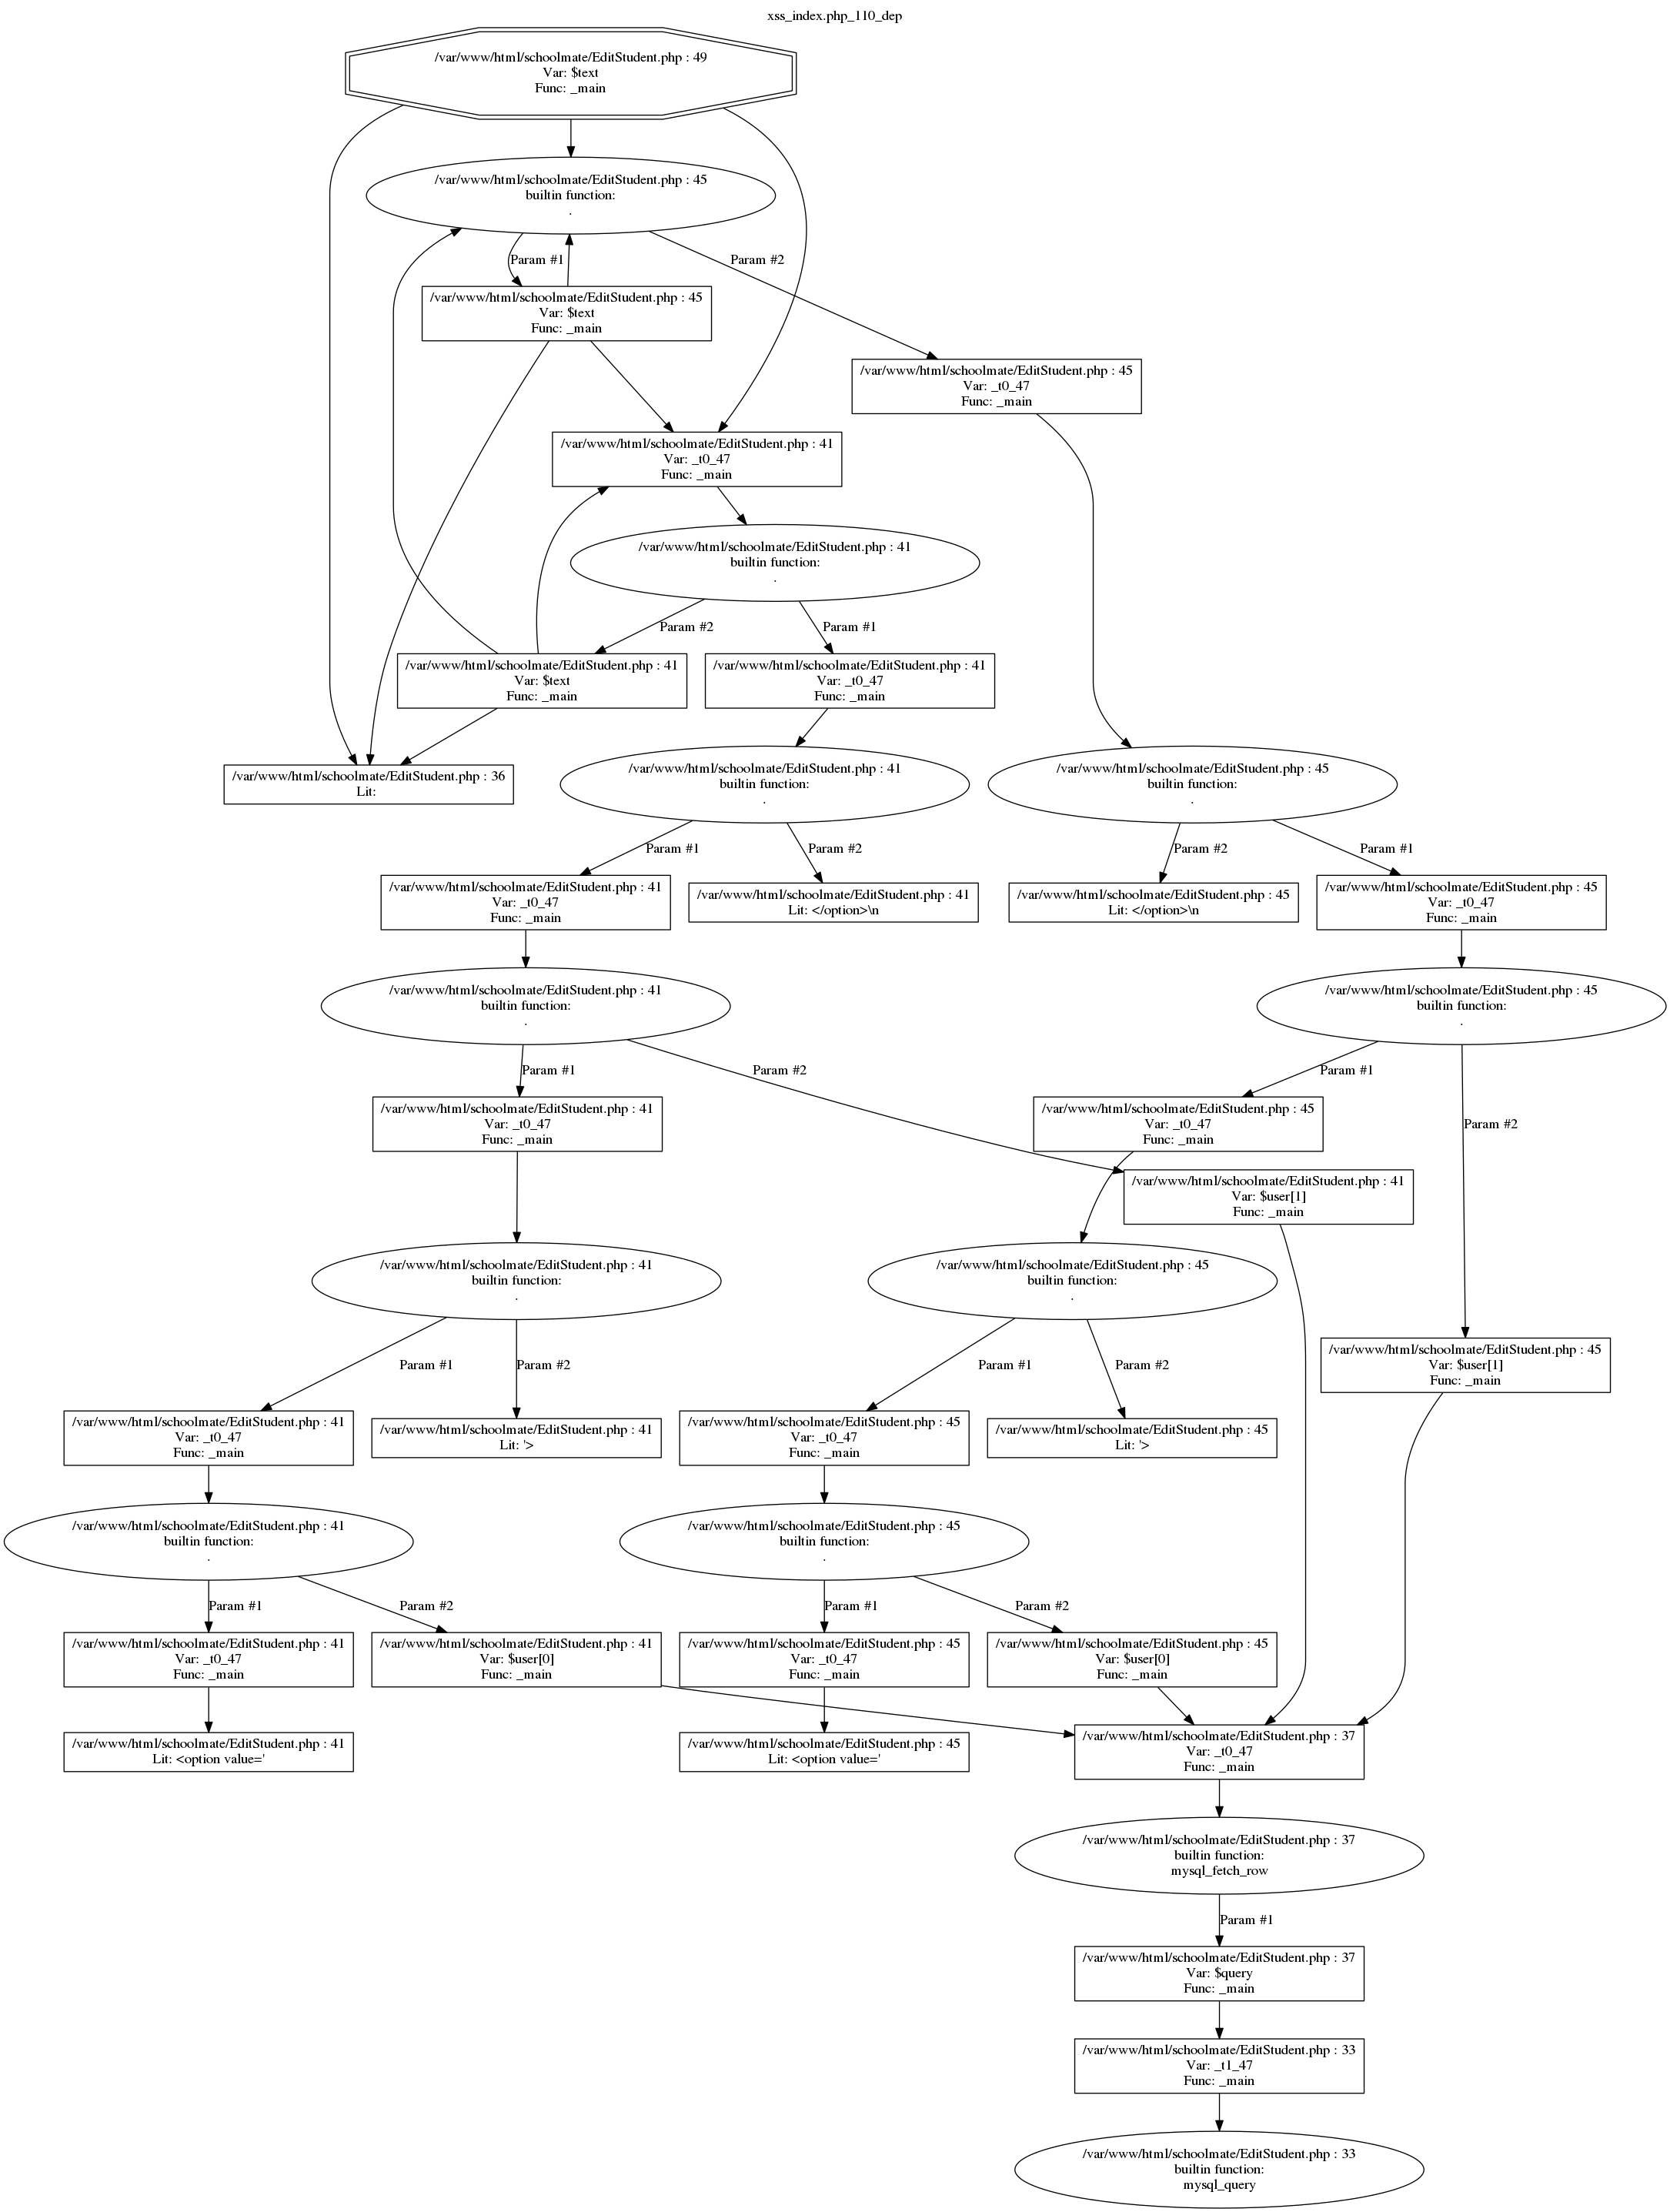 xss_index.php_110_dep
/var/www/html/schoolmate/EditStudent.php : 49
Var: $text
Func: _main
/var/www/html/schoolmate/EditStudent.php : 45
builtin function:
.
Param #1
Param #2
/var/www/html/schoolmate/EditStudent.php : 45
Var: $text
Func: _main
/var/www/html/schoolmate/EditStudent.php : 45
Var: _t0_47
Func: _main
/var/www/html/schoolmate/EditStudent.php : 41
Var: _t0_47
Func: _main
/var/www/html/schoolmate/EditStudent.php : 41
builtin function:
.
Param #2
Param #1
/var/www/html/schoolmate/EditStudent.php : 41
Var: $text
Func: _main
/var/www/html/schoolmate/EditStudent.php : 41
Var: _t0_47
Func: _main
/var/www/html/schoolmate/EditStudent.php : 36
Lit:
/var/www/html/schoolmate/EditStudent.php : 41
builtin function:
.
/var/www/html/schoolmate/EditStudent.php : 45
builtin function:
.
Param #1
Param #2
Param #2
Param #1
/var/www/html/schoolmate/EditStudent.php : 41
Var: _t0_47
Func: _main
/var/www/html/schoolmate/EditStudent.php : 41
Lit: </option>\n
/var/www/html/schoolmate/EditStudent.php : 45
Lit: </option>\n
/var/www/html/schoolmate/EditStudent.php : 45
Var: _t0_47
Func: _main
/var/www/html/schoolmate/EditStudent.php : 41
builtin function:
.
/var/www/html/schoolmate/EditStudent.php : 45
builtin function:
.
Param #1
Param #2
Param #1
Param #2
/var/www/html/schoolmate/EditStudent.php : 41
Var: _t0_47
Func: _main
/var/www/html/schoolmate/EditStudent.php : 45
Var: _t0_47
Func: _main
/var/www/html/schoolmate/EditStudent.php : 41
Var: $user[1]
Func: _main
/var/www/html/schoolmate/EditStudent.php : 41
builtin function:
.
/var/www/html/schoolmate/EditStudent.php : 45
builtin function:
.
/var/www/html/schoolmate/EditStudent.php : 45
Var: $user[1]
Func: _main
Param #1
Param #2
Param #1
Param #2
/var/www/html/schoolmate/EditStudent.php : 41
Var: _t0_47
Func: _main
/var/www/html/schoolmate/EditStudent.php : 41
Lit: '>
/var/www/html/schoolmate/EditStudent.php : 45
Var: _t0_47
Func: _main
/var/www/html/schoolmate/EditStudent.php : 45
Lit: '>
/var/www/html/schoolmate/EditStudent.php : 41
builtin function:
.
/var/www/html/schoolmate/EditStudent.php : 45
builtin function:
.
Param #1
Param #2
Param #1
Param #2
/var/www/html/schoolmate/EditStudent.php : 41
Var: _t0_47
Func: _main
/var/www/html/schoolmate/EditStudent.php : 41
Var: $user[0]
Func: _main
/var/www/html/schoolmate/EditStudent.php : 45
Var: _t0_47
Func: _main
/var/www/html/schoolmate/EditStudent.php : 45
Var: $user[0]
Func: _main
/var/www/html/schoolmate/EditStudent.php : 41
Lit: <option value='
/var/www/html/schoolmate/EditStudent.php : 45
Lit: <option value='
/var/www/html/schoolmate/EditStudent.php : 37
Var: _t0_47
Func: _main
/var/www/html/schoolmate/EditStudent.php : 37
builtin function:
mysql_fetch_row
Param #1
/var/www/html/schoolmate/EditStudent.php : 37
Var: $query
Func: _main
/var/www/html/schoolmate/EditStudent.php : 33
Var: _t1_47
Func: _main
/var/www/html/schoolmate/EditStudent.php : 33
builtin function:
mysql_query